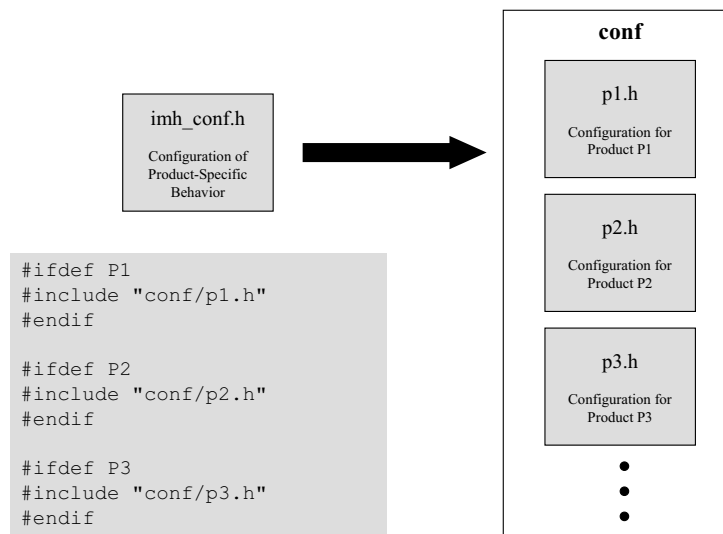 imh_conf.h
Configuration of
Product-Specific
Behavior
conf
p1.h
Configuration for
Product P1
p2.h
Configuration for
Product P2
p3.h
Configuration for
Product P3
#ifdef P1
#include "conf/p1.h"
#endif
#ifdef P2
#include "conf/p2.h"
#endif
#ifdef P3
#include "conf/p3.h"
#endif